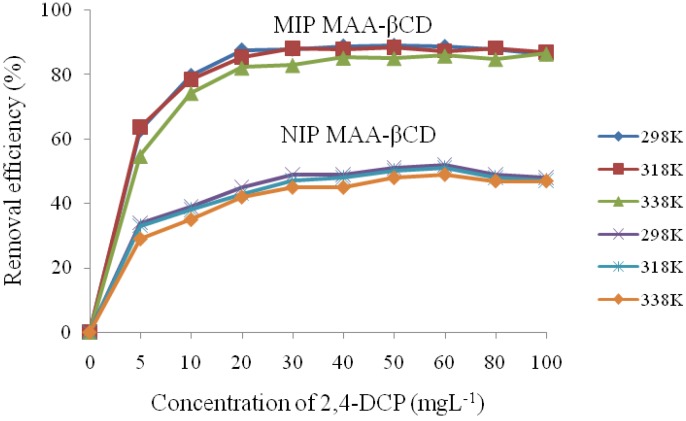 MIP MAA-βCD
NIP MAA-βCD
Removal efficiency (%)
100
80
60
40
20
0
0 5 10 20 30 40 50 60 80 100
Concentration of 2,4-DCP (mgL⁻¹)
298K
318K
338K
298K
318K
338K